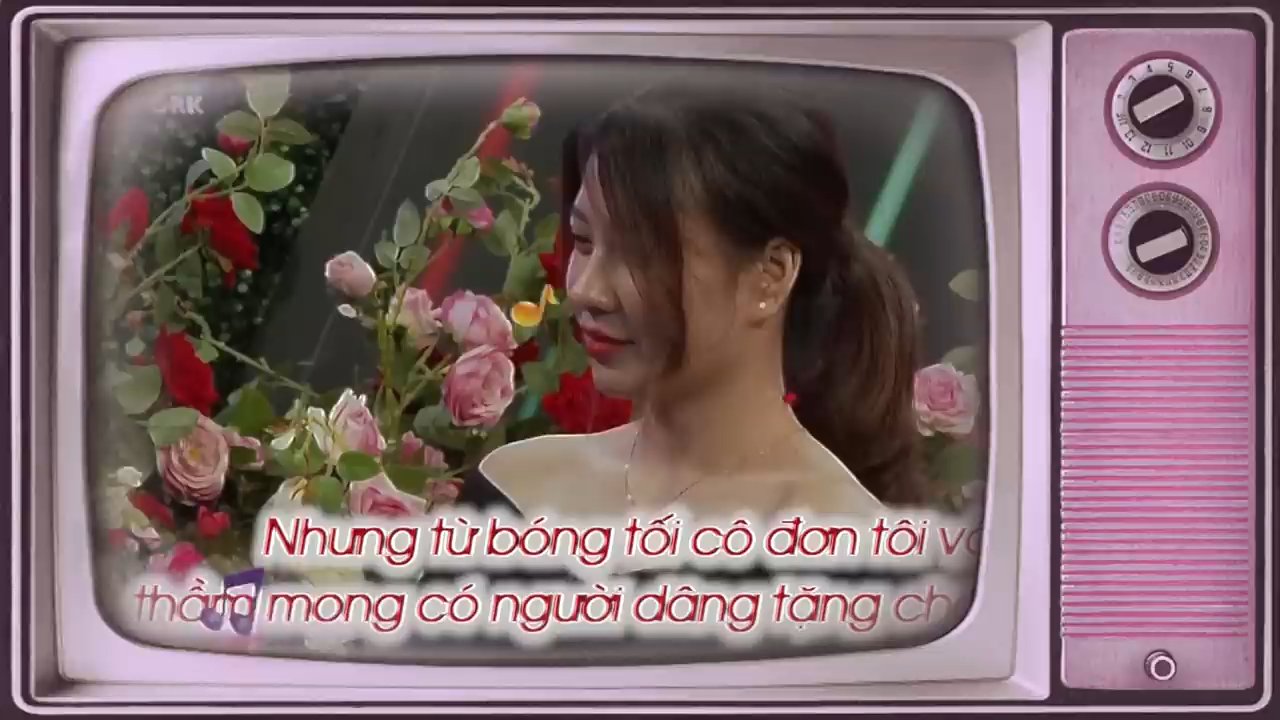 Nhưng từ bóng tối cô đơn tôi
mong có người dâng tặng